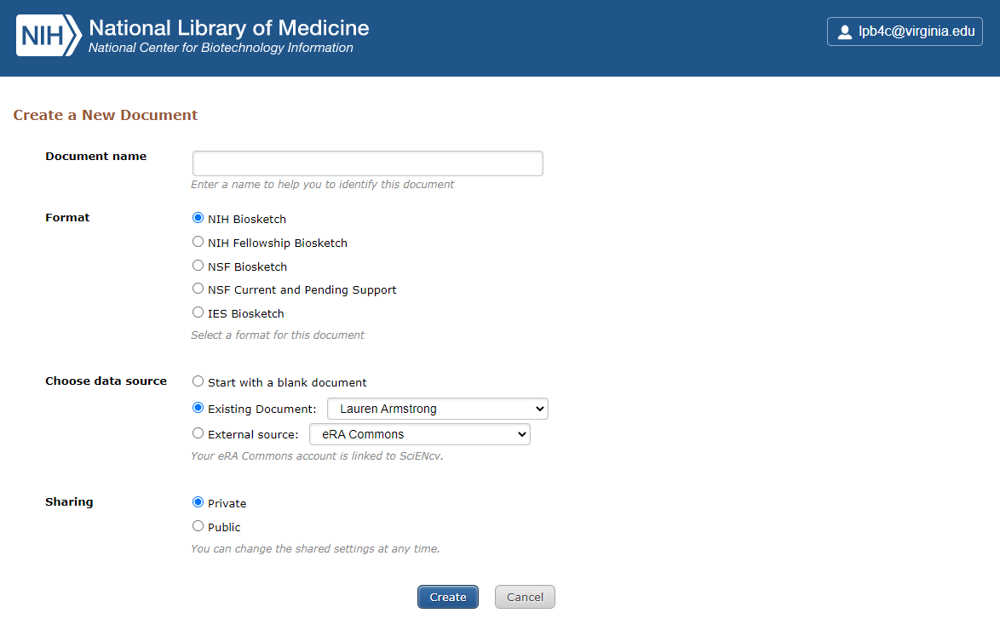 NIH National Library of Medicine
National Center for Biotechnology Information
lpb4c@virginia.edu
Create a New Document
Document name
Enter a name to help you to identify this document
Format
NIH Biosketch
NIH Fellowship Biosketch
NSF Biosketch
NSF Current and Pending Support
IES Biosketch
Select a format for this document
Choose data source
Start with a blank document
Existing Document: Lauren Armstrong
External source: eRA Commons
Your eRA Commons account is linked to SciENcv.
Sharing
Private
Public
You can change the shared settings at any time.
Create Cancel